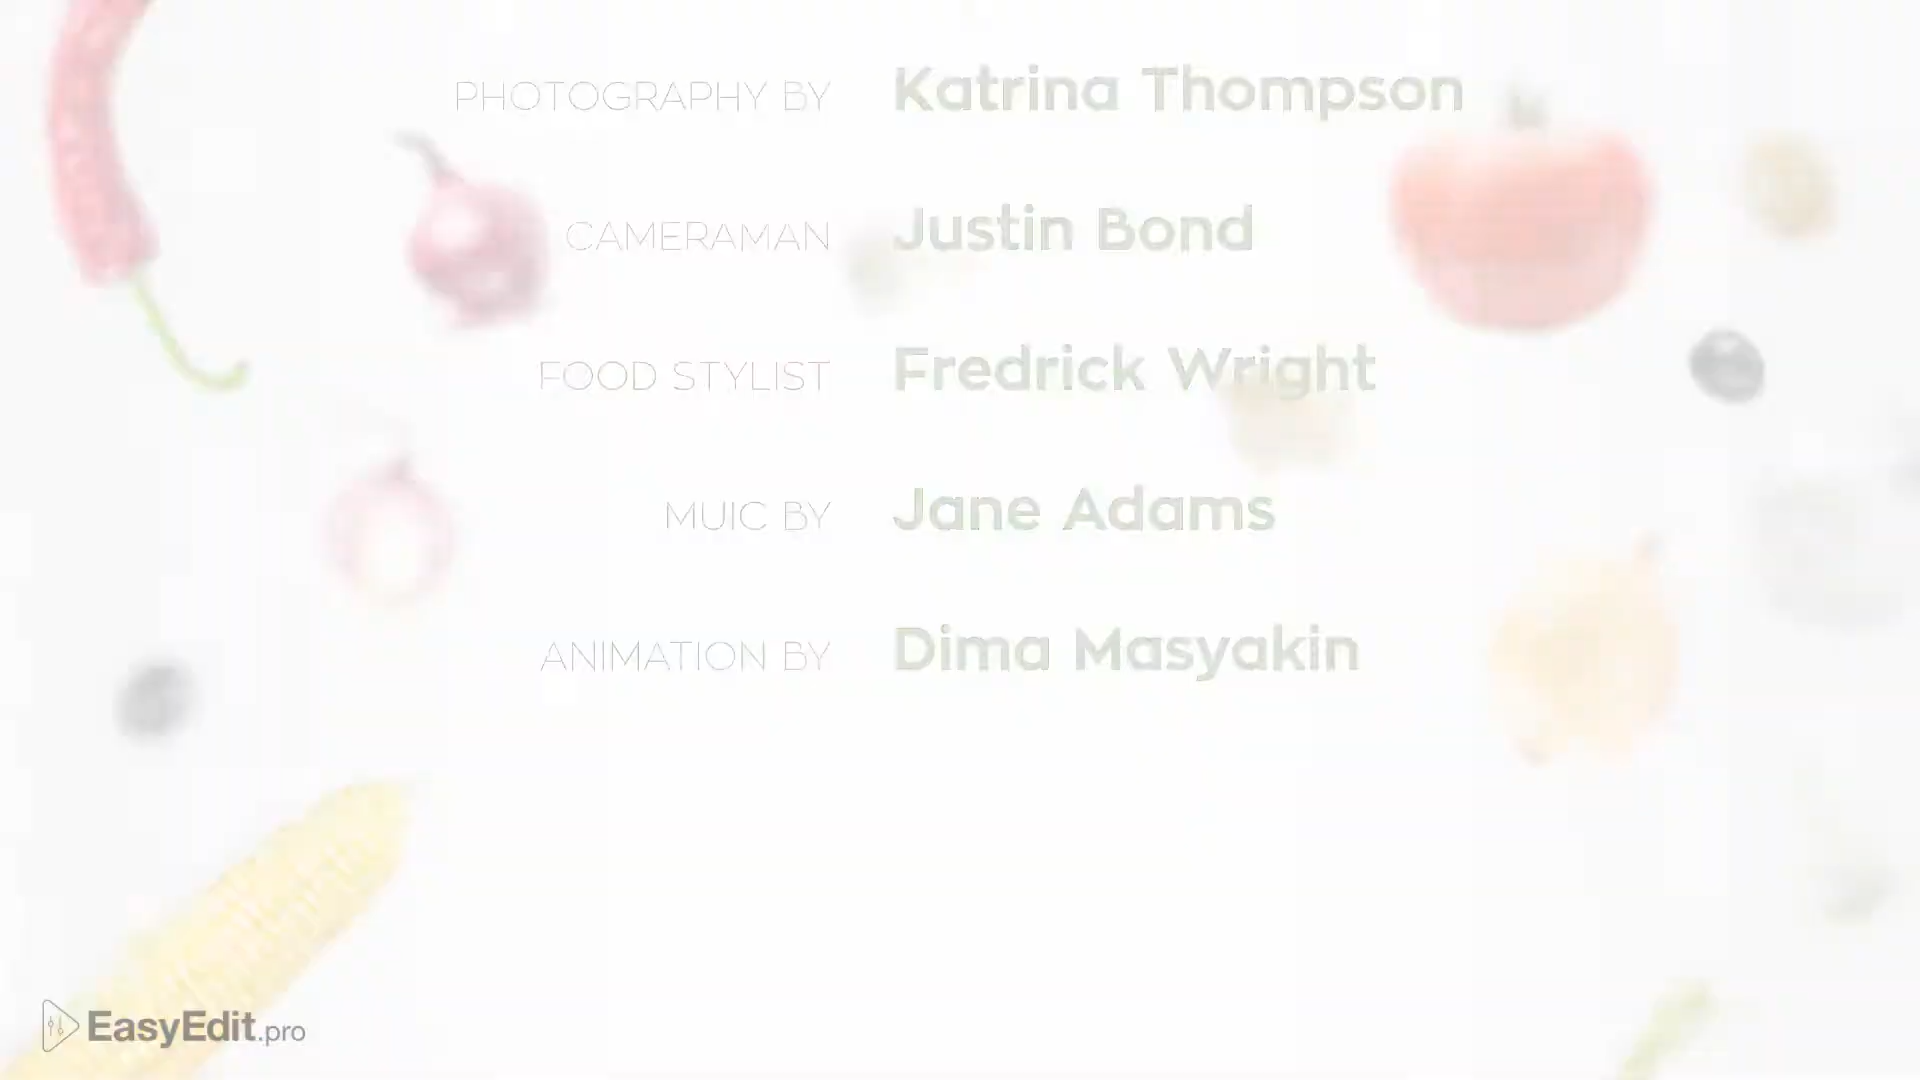 PHOTOGRAPHY BY Katrina Thompson
CAMERAMAN Justin Bond
FOOD STYLIST Fredrick Wright
MUIC BY Jane Adams
ANIMATION BY Dima Masyakin
EasyEdit.pro